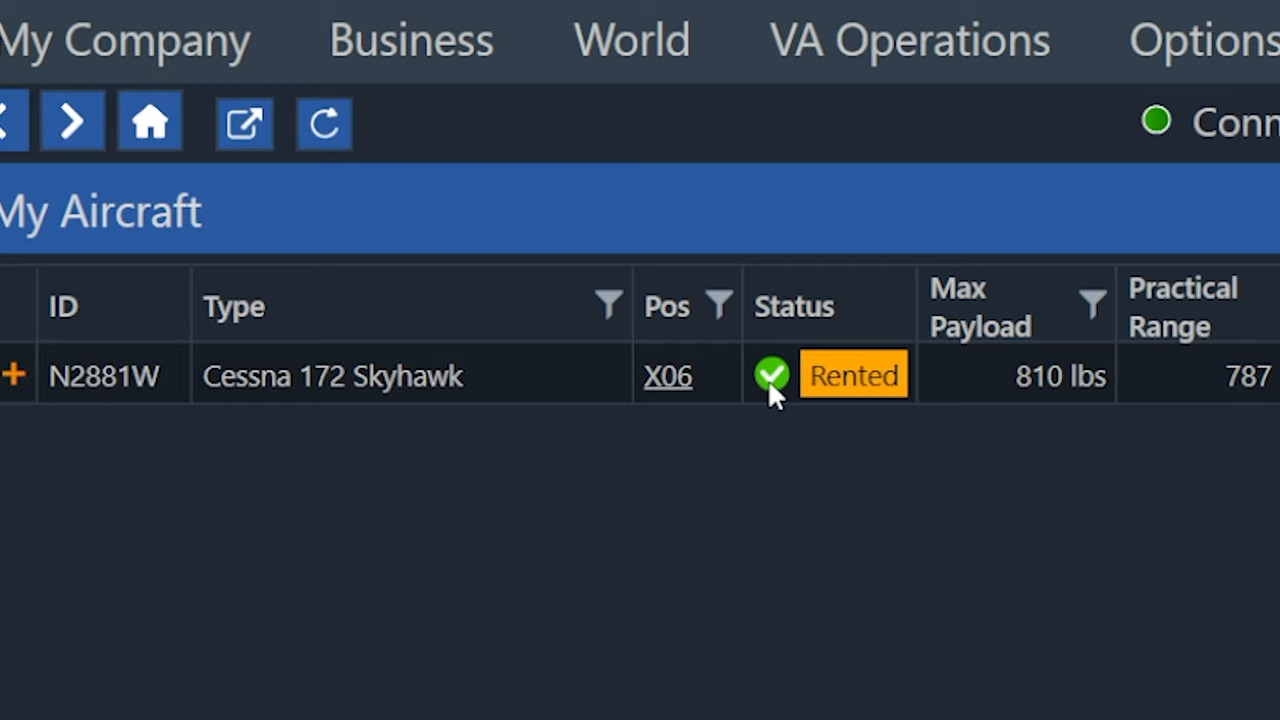 My Company Business World VA Operations Options
Conn
My Aircraft
ID Type Pos Status Max Payload Practical Range
N2881W Cessna 172 Skyhawk X06 Rented 810 lbs 787